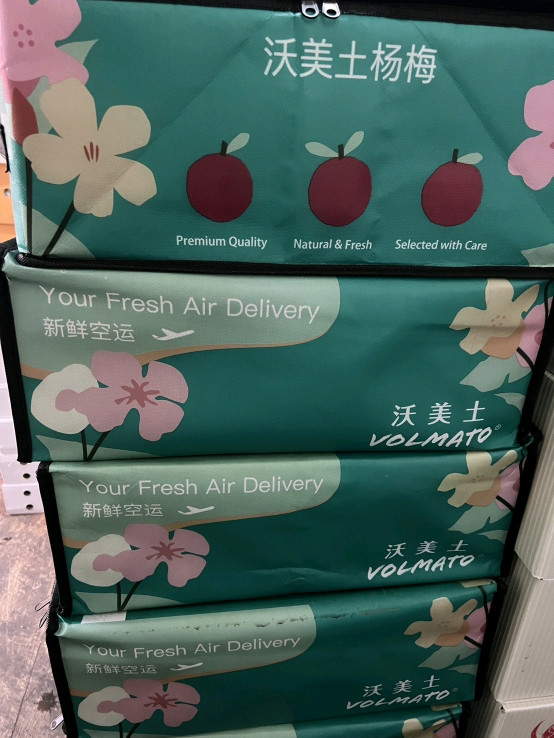 沃美土杨梅
Premium Quality
Natural & Fresh
Selected with Care
Your Fresh Air Delivery
新鲜空运
沃美土
VOLMATO®
Your Fresh Air Delivery
新鲜空运
沃美土
VOLMATO
Your Fresh Air Delivery
新鲜空运
沃美土
VOLMATO